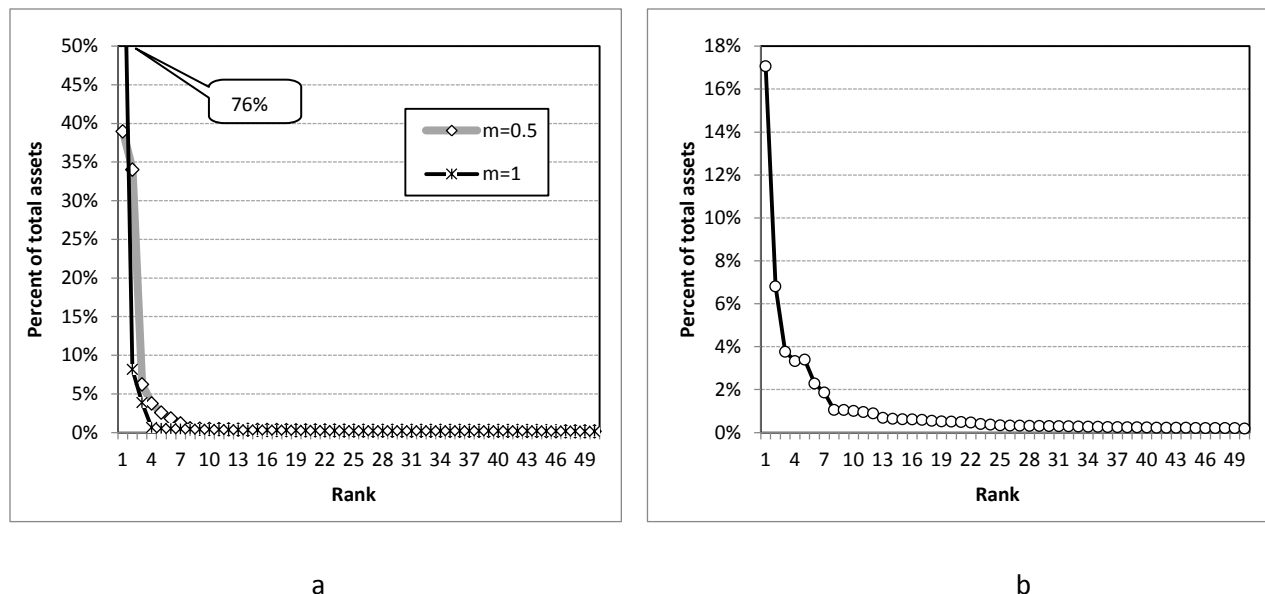 50%
45%
40%
35%
30%
25%
20%
15%
10%
5%
0%
Percent of total assets
76%
m=0.5
m=1
1 4 7 10 13 16 19 22 25 28 31 34 37 40 43 46 49
Rank
a
18%
16%
14%
12%
10%
8%
6%
4%
2%
0%
Percent of total assets
1 4 7 10 13 16 19 22 25 28 31 34 37 40 43 46 49
Rank
b